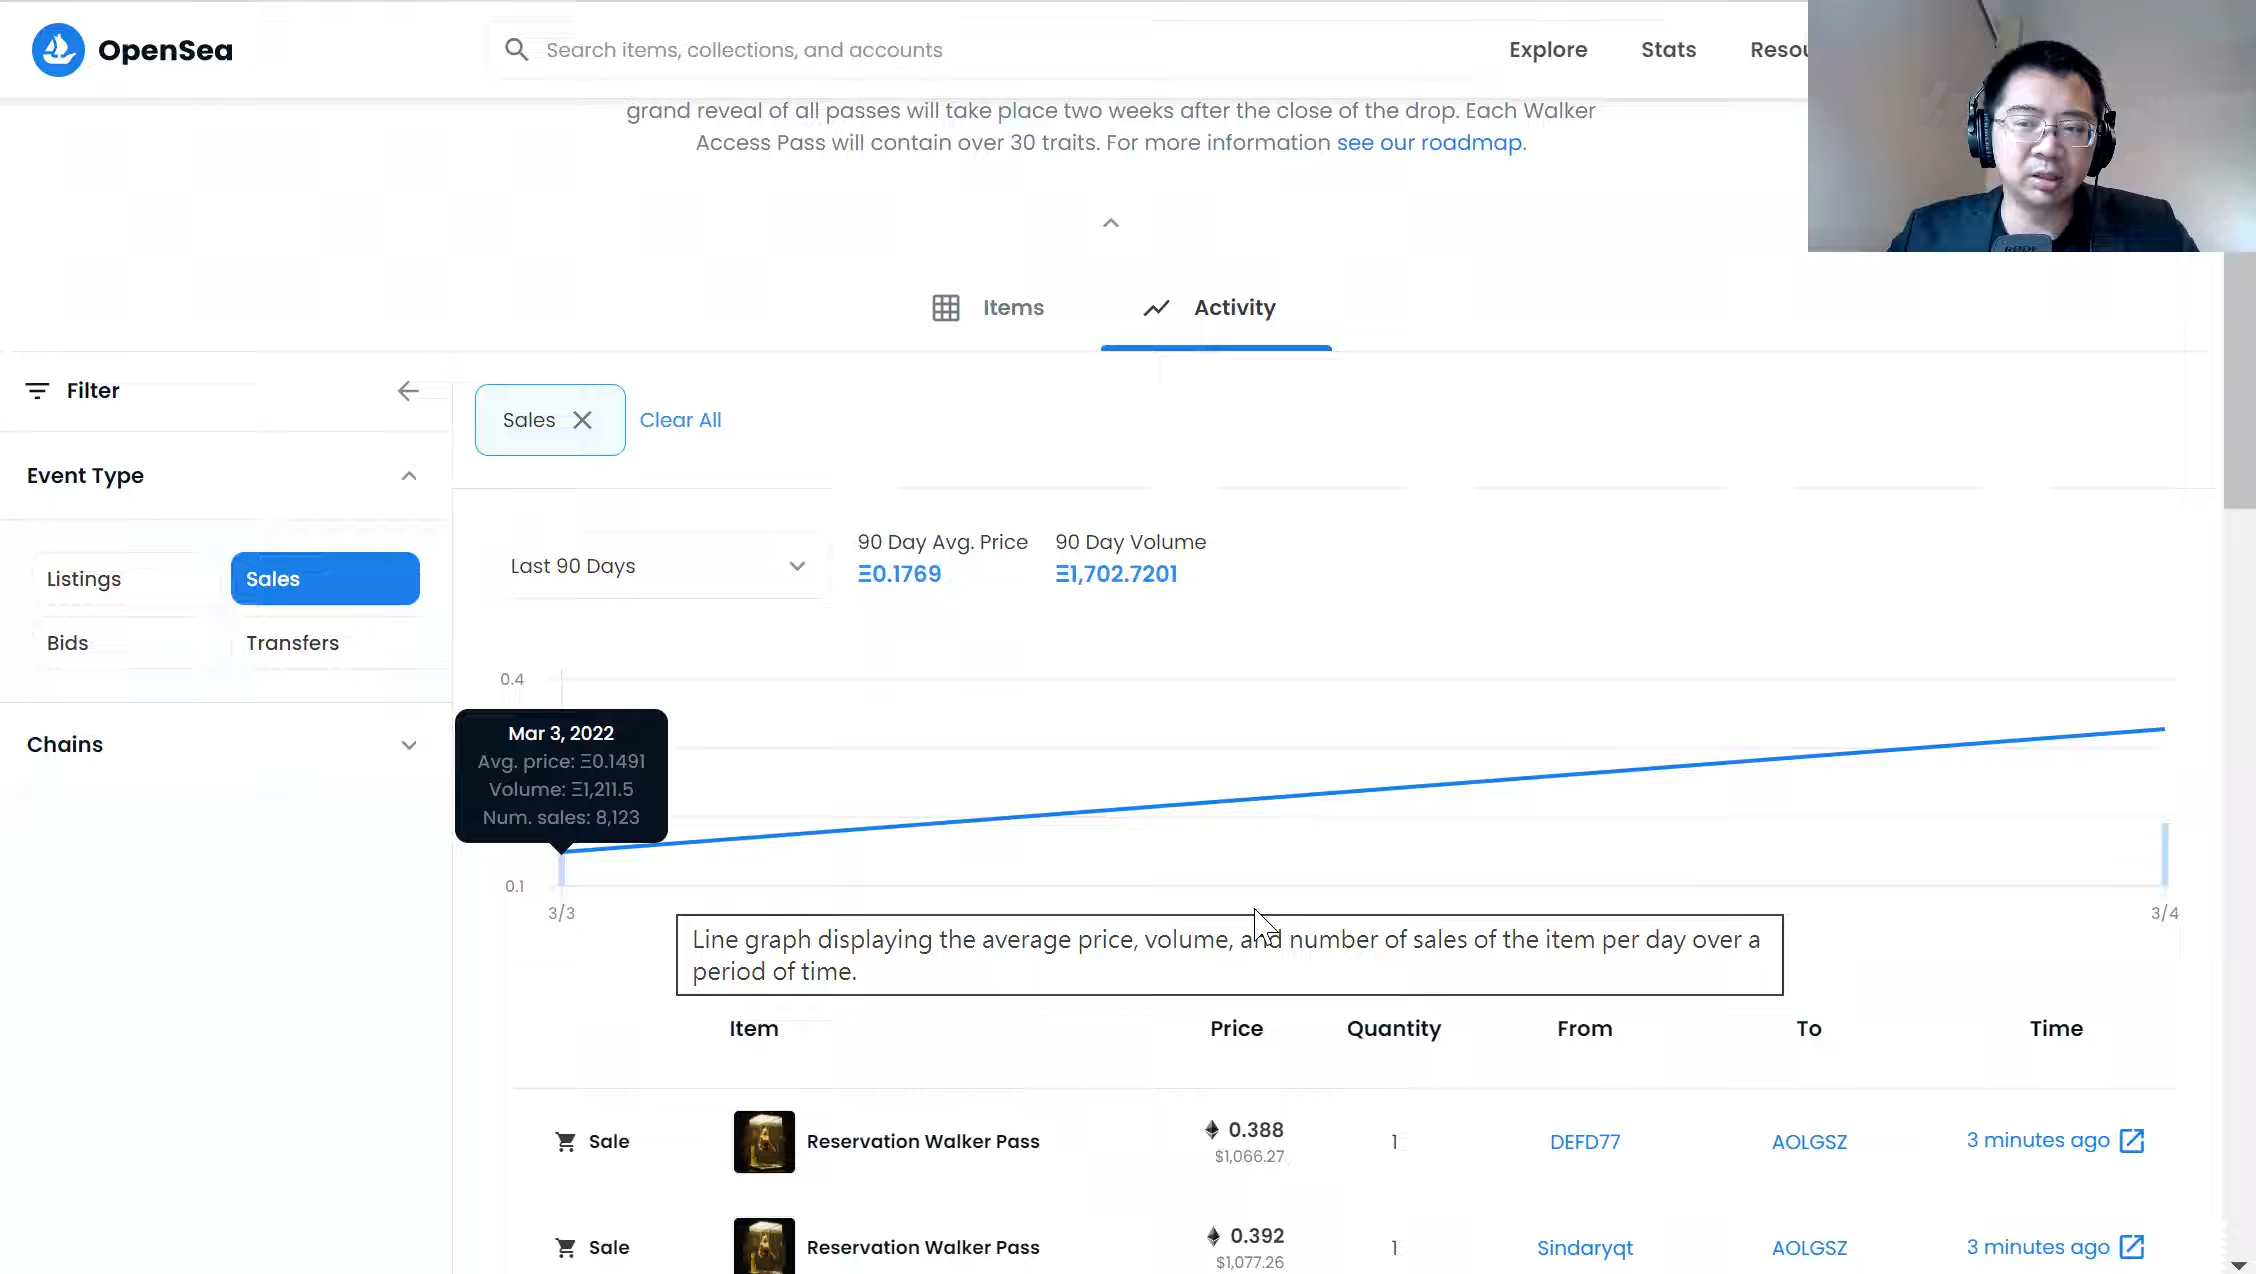 OpenSea
Search items, collections, and accounts
Explore
Stats
Resou
grand reveal of all passes will take place two weeks after the close of the drop. Each Walker
Access Pass will contain over 30 traits. For more information see our roadmap.
Items
Activity
Filter
Sales
Clear All
Event Type
Listings
Sales
Bids
Transfers
Chains
Last 90 Days
90 Day Avg. Price
Ξ0.1769
90 Day Volume
Ξ1,702.7201
0.4
Mar 3, 2022
Avg. price: Ξ0.1491
Volume: Ξ1,211.5
Num. sales: 8,123
0.1
3/3
3/4
Line graph displaying the average price, volume, and number of sales of the item per day over a
period of time.
Item Price Quantity From To Time
Sale Reservation Walker Pass 0.388 1 DEFD77 AOLGSZ 3 minutes ago
$1,066.27
Sale Reservation Walker Pass 0.392 1 Sindaryqt AOLGSZ 3 minutes ago
$1,077.26
RØDE